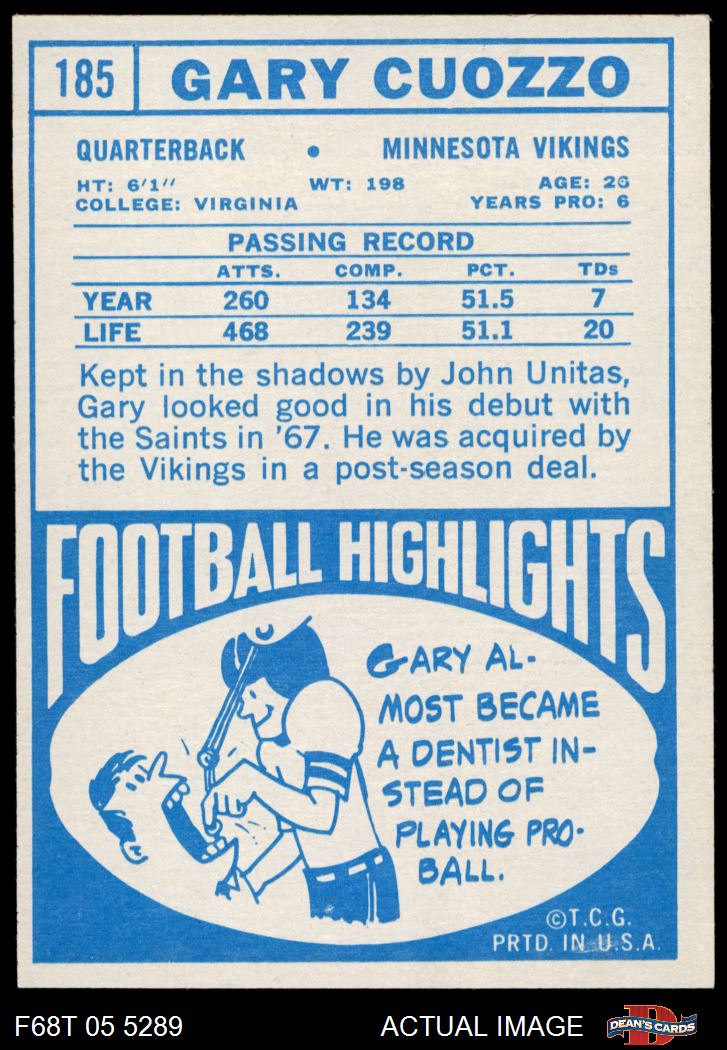 185 GARY CUOZZO
QUARTERBACK • MINNESOTA VIKINGS
HT: 6'1" WT: 198 AGE: 26
COLLEGE: VIRGINIA YEARS PRO: 6
PASSING RECORD
ATTS. COMP. PCT. TDs
YEAR 260 134 51.5 7
LIFE 468 239 51.1 20
Kept in the shadows by John Unitas,
Gary looked good in his debut with
the Saints in '67. He was acquired by
the Vikings in a post-season deal.
FOOTBALL HIGHLIGHTS
GARY AL-
MOST BECAME
A DENTIST IN-
STEAD OF
PLAYING PRO-
BALL.
©T.C.G.
PRTD. IN U.S.A.
F68T 05 5289 ACTUAL IMAGE D DEAN'S CARDS